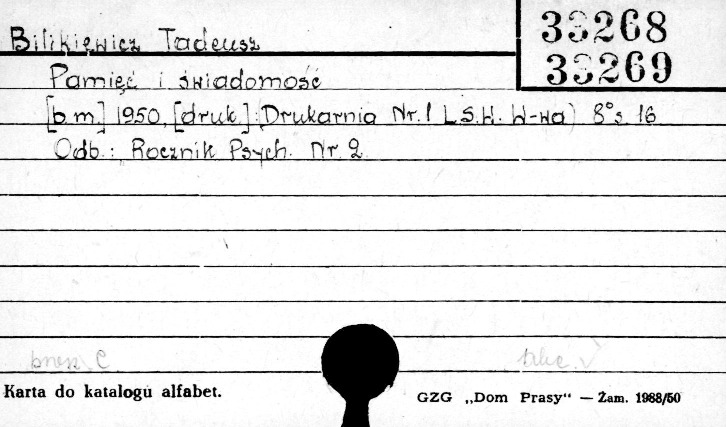 33268
33269
Bilikiewicz Tadeusz
Pamięć i świadomość
[b.m.] 1950, [druk.]: (Drukarnia Nr. 1 L.S.W. W-wa) 8° s. 16
Odb.: Rocznik Psych. Nr. 2.
Karta do katalogu alfabet.
GZG „Dom Prasy“ — Żam. 1988/50